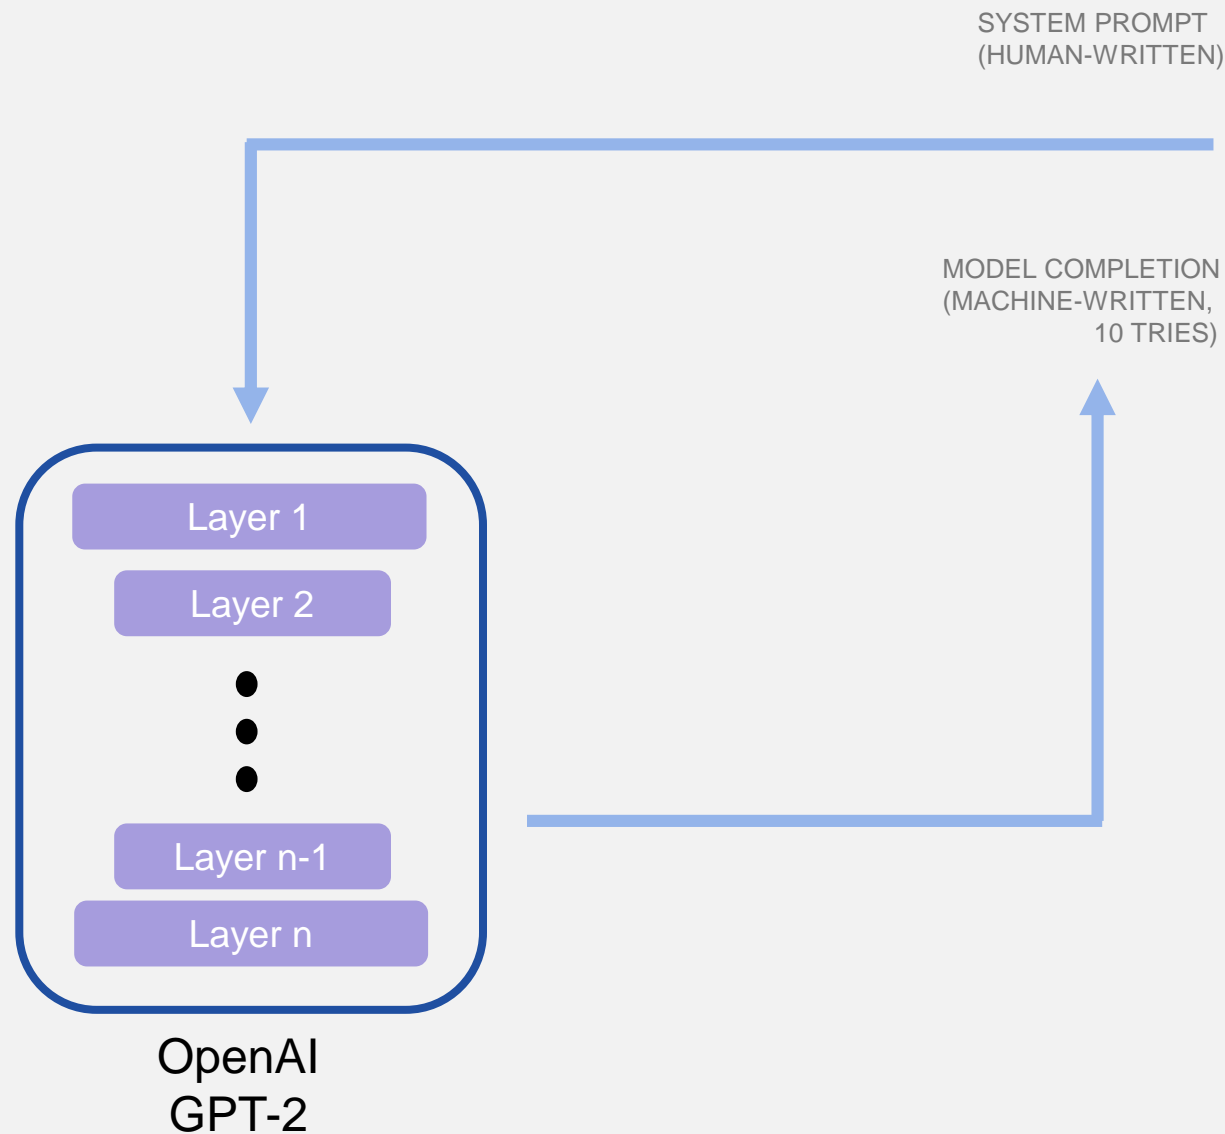 SYSTEM PROMPT
(HUMAN-WRITTEN)
MODEL COMPLETION
(MACHINE-WRITTEN,
10 TRIES)
Layer 1
Layer 2
Layer n-1
Layer n
OpenAI
GPT-2